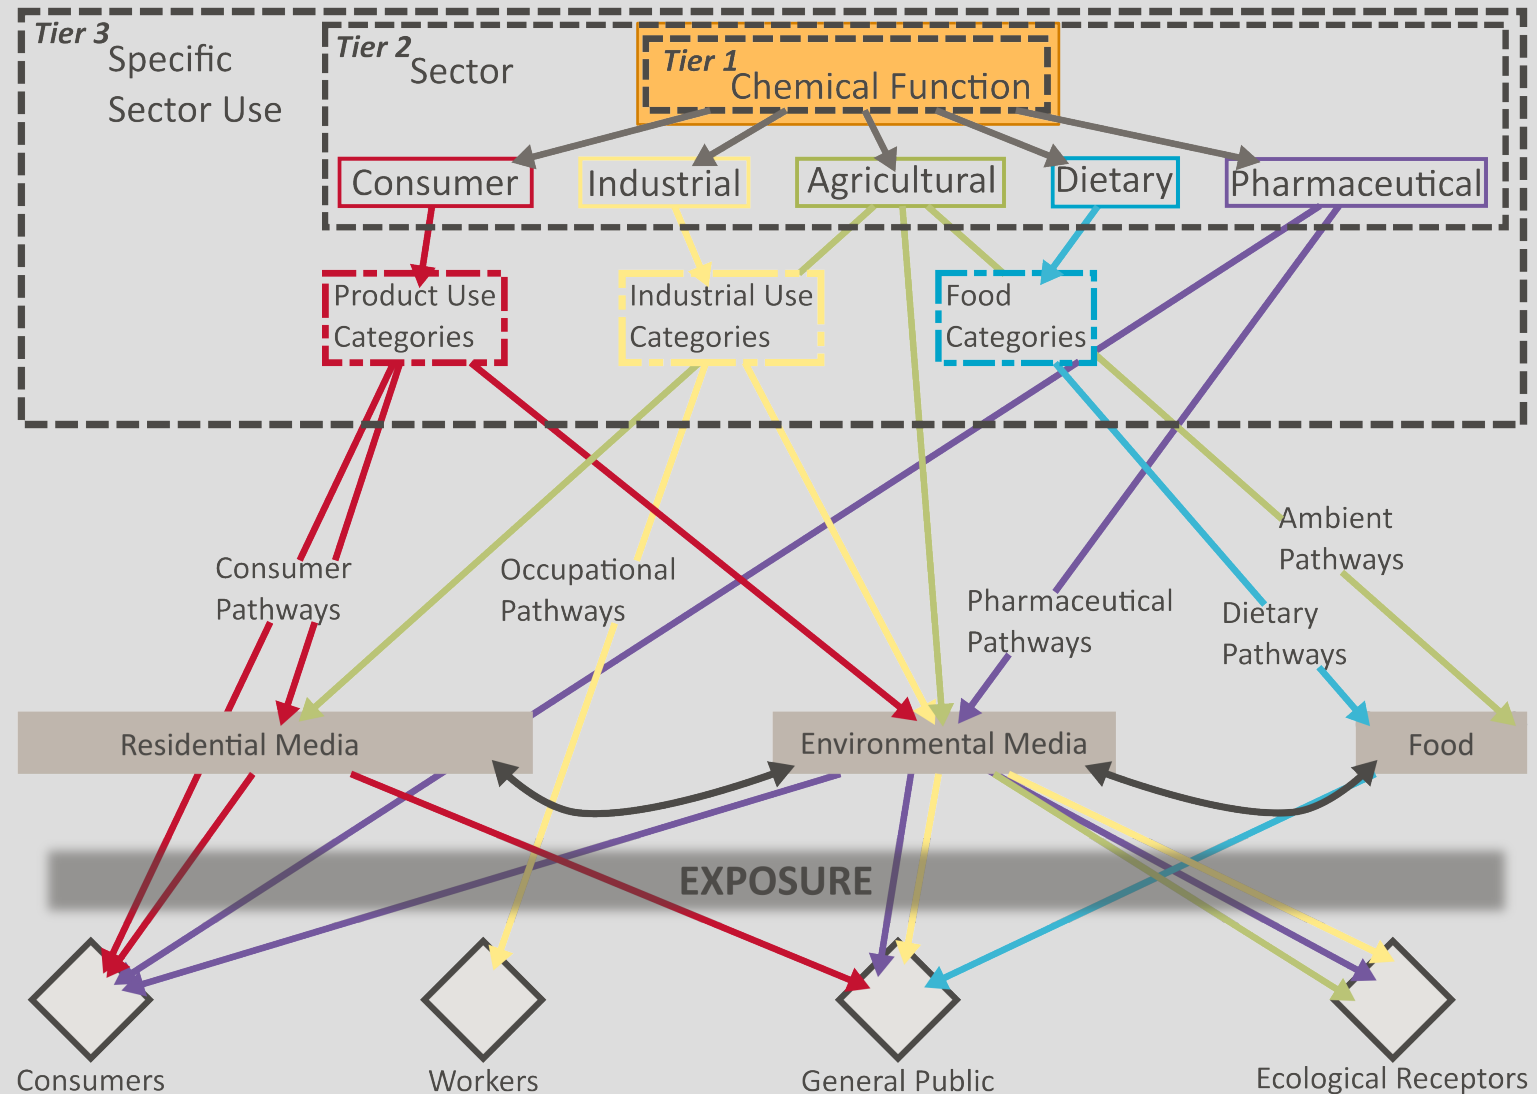 Tier 3
Specific
Sector Use
Tier 2
Sector
Tier 1
Chemical Function
Consumer
Industrial
Agricultural
Dietary
Pharmaceutical
Product Use
Categories
Industrial Use
Categories
Food
Categories
Consumer
Pathways
Occupational
Pathways
Pharmaceutical
Pathways
Ambient
Pathways
Dietary
Pathways
Residential Media
Environmental Media
Food
EXPOSURE
Consumers
Workers
General Public
Ecological Receptors